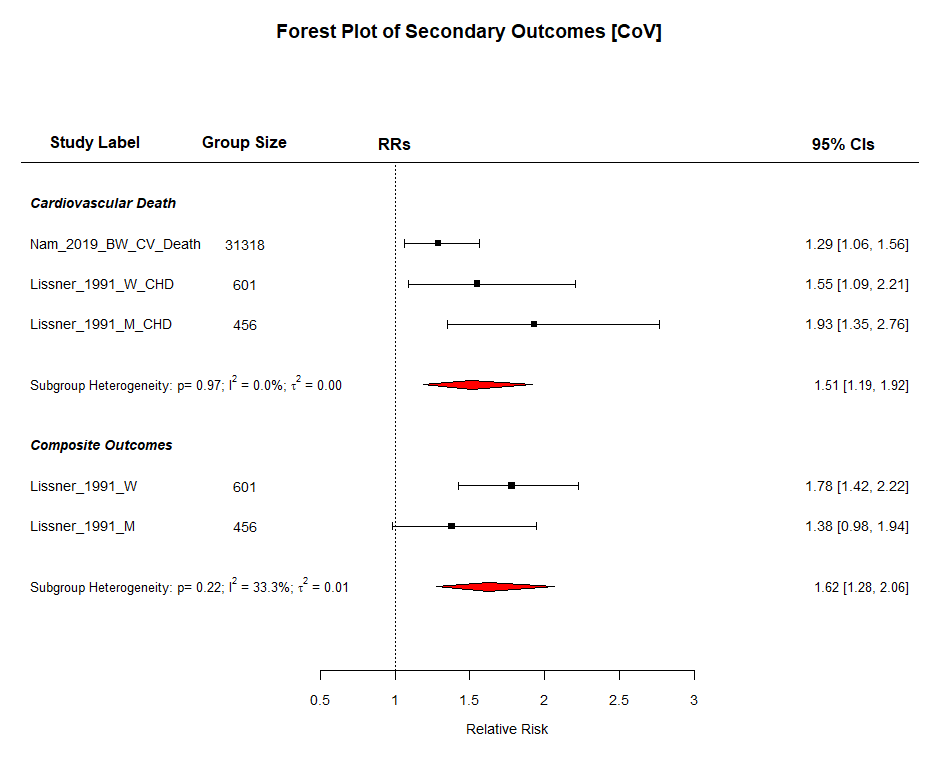 Forest Plot of Secondary Outcomes [CoV]
Study Label Group Size RRs 95% CIs
Cardiovascular Death
Nam_2019_BW_CV_Death 31318 1.29 [1.06, 1.56]
Lissner_1991_W_CHD 601 1.55 [1.09, 2.21]
Lissner_1991_M_CHD 456 1.93 [1.35, 2.76]
Subgroup Heterogeneity: p= 0.97; I² = 0.0%; τ² = 0.00 1.51 [1.19, 1.92]
Composite Outcomes
Lissner_1991_W 601 1.78 [1.42, 2.22]
Lissner_1991_M 456 1.38 [0.98, 1.94]
Subgroup Heterogeneity: p= 0.22; I² = 33.3%; τ² = 0.01 1.62 [1.28, 2.06]
0.5 1 1.5 2 2.5 3
Relative Risk